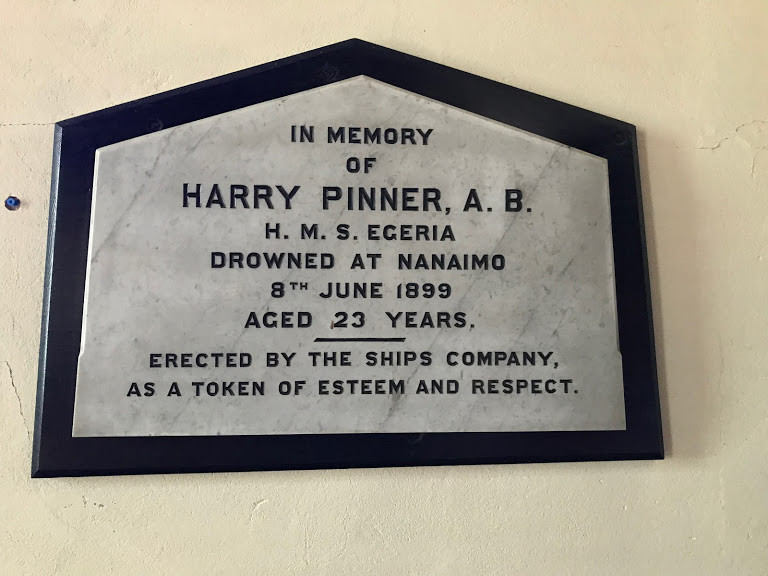 IN MEMORY
OF
HARRY PINNER, A. B.
H. M. S. EGERIA
DROWNED AT NANAIMO
8TH JUNE 1899
AGED 23 YEARS.
ERECTED BY THE SHIPS COMPANY,
AS A TOKEN OF ESTEEM AND RESPECT.